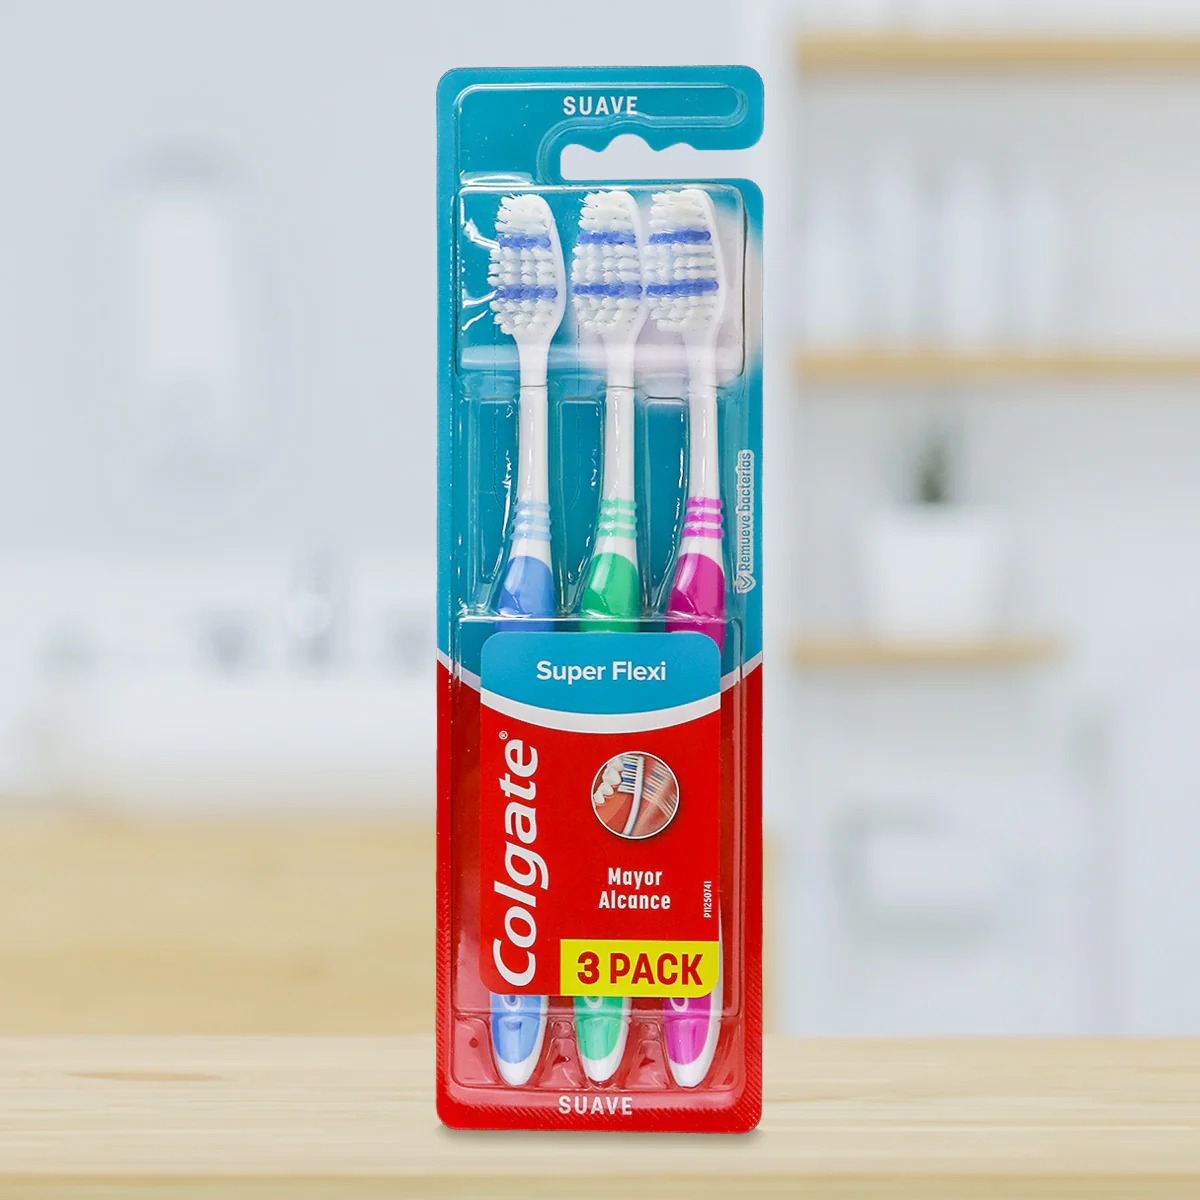 SUAVE
Remueve bacterias
Super Flexi
Colgate®
Mayor
Alcance
P11250741
3 PACK
SUAVE